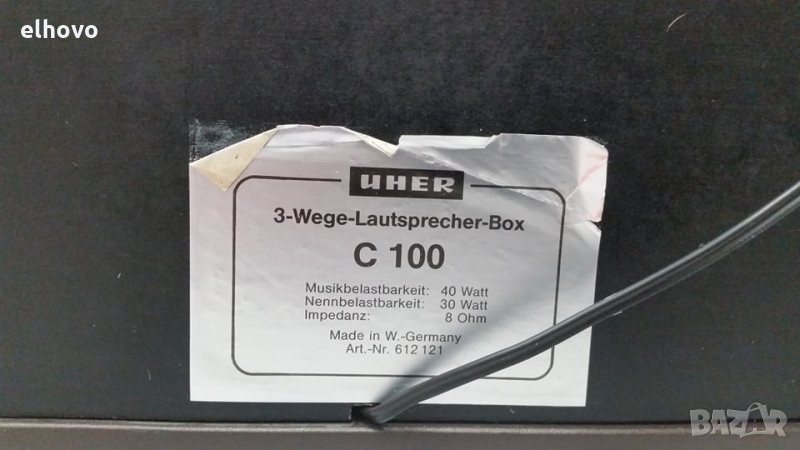 elhovo
UHER
3-Wege-Lautsprecher-Box
C 100
Musikbelastbarkeit: 40 Watt
Nennbelastbarkeit: 30 Watt
Impedanz: 8 Ohm
Made in W.-Germany
Art.-Nr. 612 121
BAZAR